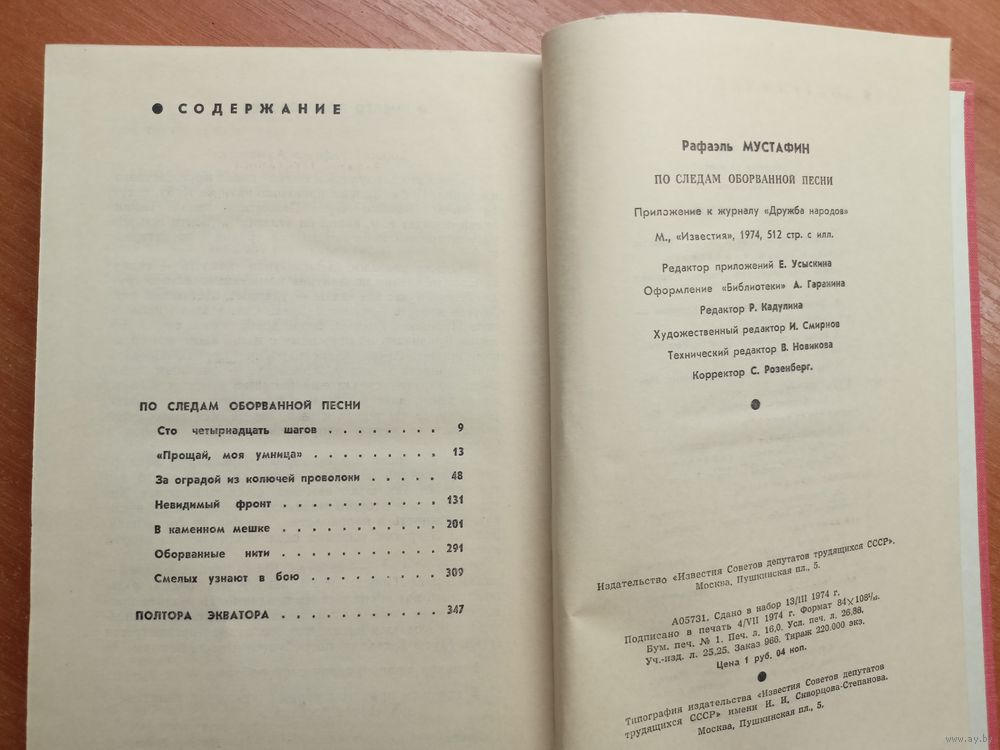 ● СОДЕРЖАНИЕ
ПО СЛЕДАМ ОБОРВАННОЙ ПЕСНИ
Сто четырнадцать шагов . . . . . . . . 9
«Прощай, моя умница» . . . . . . . . . 13
За оградой из колючей проволоки . . . . . 48
Невидимый фронт . . . . . . . . . . . 131
В каменном мешке . . . . . . . . . . . 201
Оборванные нити . . . . . . . . . . . 291
Смелых узнают в бою . . . . . . . . . . 309
ПОЛТОРА ЭКВАТОРА . . . . . . . . . . . 347
Рафаэль МУСТАФИН
ПО СЛЕДАМ ОБОРВАННОЙ ПЕСНИ
Приложение к журналу «Дружба народов»
М., «Известия», 1974, 512 стр. с илл.
Редактор приложений Е. Усыскина
Оформление «Библиотеки» А. Гаранина
Редактор Р. Кадулина
Художественный редактор И. Смирнов
Технический редактор В. Новикова
Корректор С. Розенберг.
●
Издательство «Известия Советов депутатов трудящихся СССР».
Москва, Пушкинская пл., 5.
А05731. Сдано в набор 13/III 1974 г.
Подписано в печать 4/VII 1974 г. Формат 84×108¹/₃₂.
Бум. печ. № 1. Печ. л. 16,0. Усл. печ. л. 26,88.
Уч.-изд. л. 25,25. Заказ 966. Тираж 220.000 экз.
Цена 1 руб. 04 коп.
●
Типография издательства «Известия Советов депутатов
трудящихся СССР» имени И. И. Скворцова-Степанова.
Москва, Пушкинская пл., 5.
www.ay.by